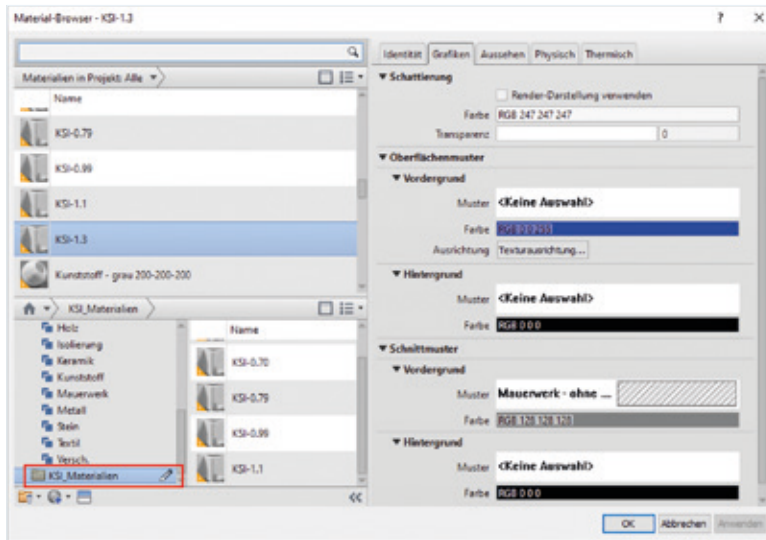 Material-Browser - KSI-1.3
? ×
Materialien in Projekt: Alle
Name
KSI-0.79
KSI-0.99
KSI-1.1
KSI-1.3
Kunststoff - grau 200-200-200
KSI_Materialien
Holz
Isolierung
Keramik
Kunststoff
Mauerwerk
Metall
Stein
Textil
Versch.
KSI_Materialien
Name
KSI-0.70
KSI-0.79
KSI-0.99
KSI-1.1
Identität Grafiken Aussehen Physisch Thermisch
Schattierung
Render-Darstellung verwenden
Farbe RGB 247 247 247
Transparenz 0
Oberflächenmuster
Vordergrund
Muster <Keine Auswahl>
Farbe RGB 0 0 255
Ausrichtung Texturausrichtung...
Hintergrund
Muster <Keine Auswahl>
Farbe RGB 0 0 0
Schnittmuster
Vordergrund
Muster Mauerwerk - ohne ...
Farbe RGB 128 128 128
Hintergrund
Muster <Keine Auswahl>
Farbe RGB 0 0 0
OK Abbrechen Anwenden